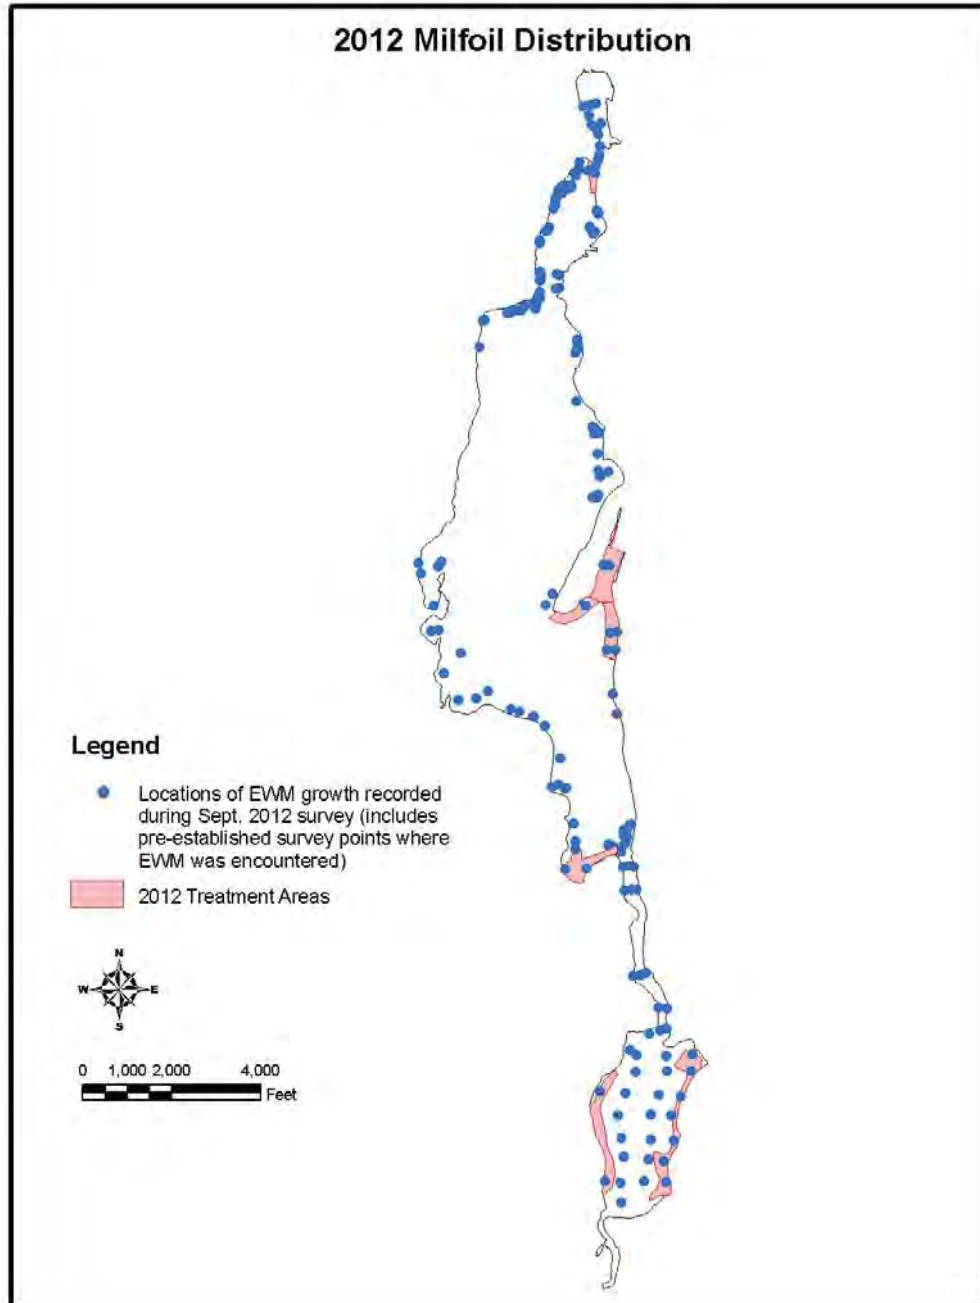 2012 Milfoil Distribution
Legend
Locations of EWM growth recorded
during Sept. 2012 survey (includes
pre-established survey points where
EWM was encountered)
2012 Treatment Areas
N
W E
S
0 1,000 2,000 4,000
Feet